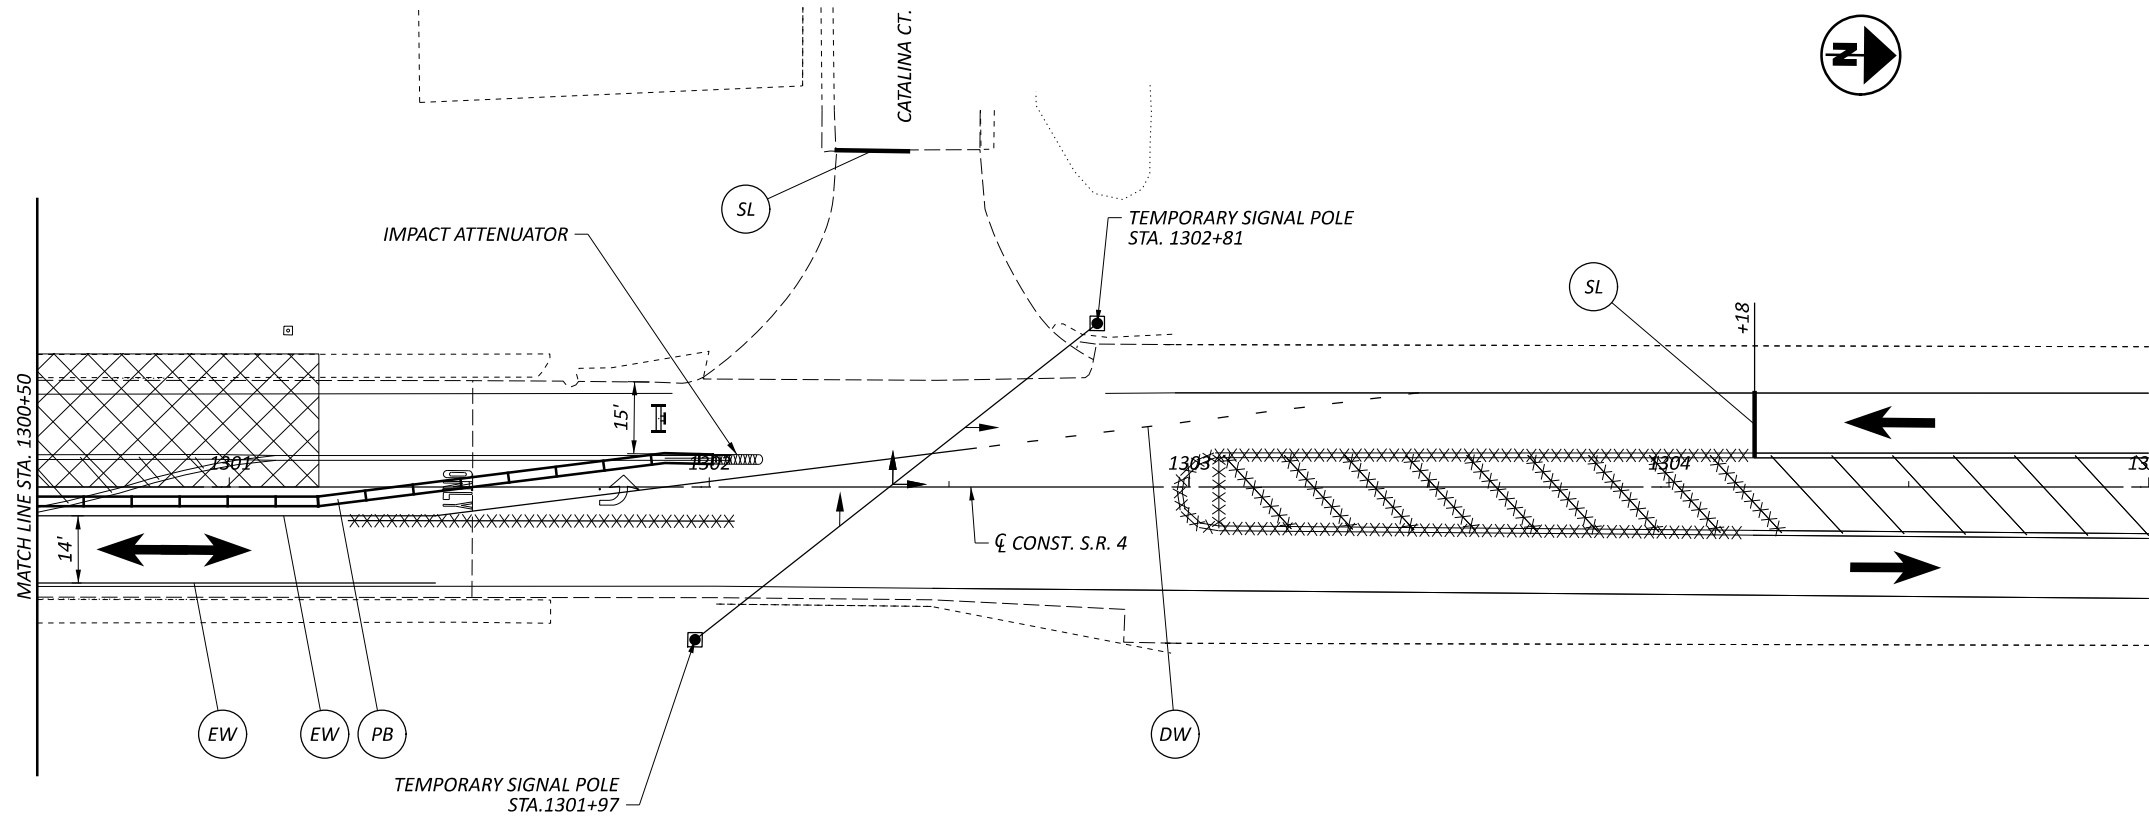 CATALINA CT.
N
SL
IMPACT ATTENUATOR
TEMPORARY SIGNAL POLE
STA. 1302+81
SL
+18
MATCH LINE STA. 1300+50
15'
1301
1302
1303
1304
14'
ONLY
℄ CONST. S.R. 4
EW
EW
PB
DW
TEMPORARY SIGNAL POLE
STA.1301+97